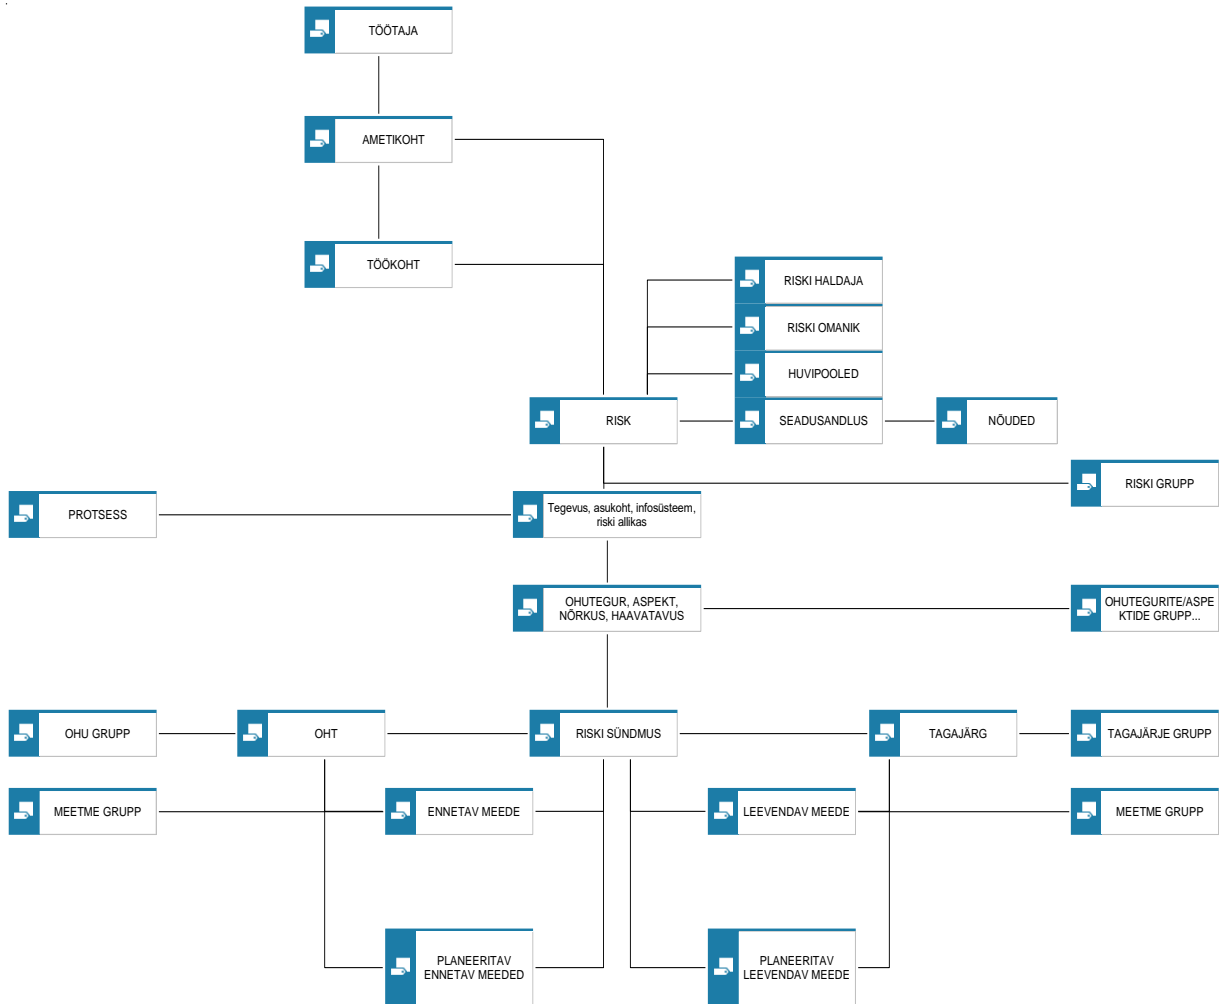 TÖÖTAJA
AMETIKOHT
TÖÖKOHT
RISKI HALDAJA
RISKI OMANIK
HUVIPOOLED
RISK
SEADUSANDLUS
NÕUDED
RISKI GRUPP
PROTSESS
Tegevus, asukoht, infosüsteem,
riski allikas
OHUTEGUR, ASPEKT,
NÕRKUS, HAAVATAVUS
OHUTEGURITE/ASPE
KTIDE GRUPP...
OHU GRUPP
OHT
RISKI SÜNDMUS
TAGAJÄRG
TAGAJÄRJE GRUPP
MEETME GRUPP
ENNETAV MEEDE
LEEVENDAV MEEDE
MEETME GRUPP
PLANEERITAV
ENNETAV MEEDED
PLANEERITAV
LEEVENDAV MEEDE